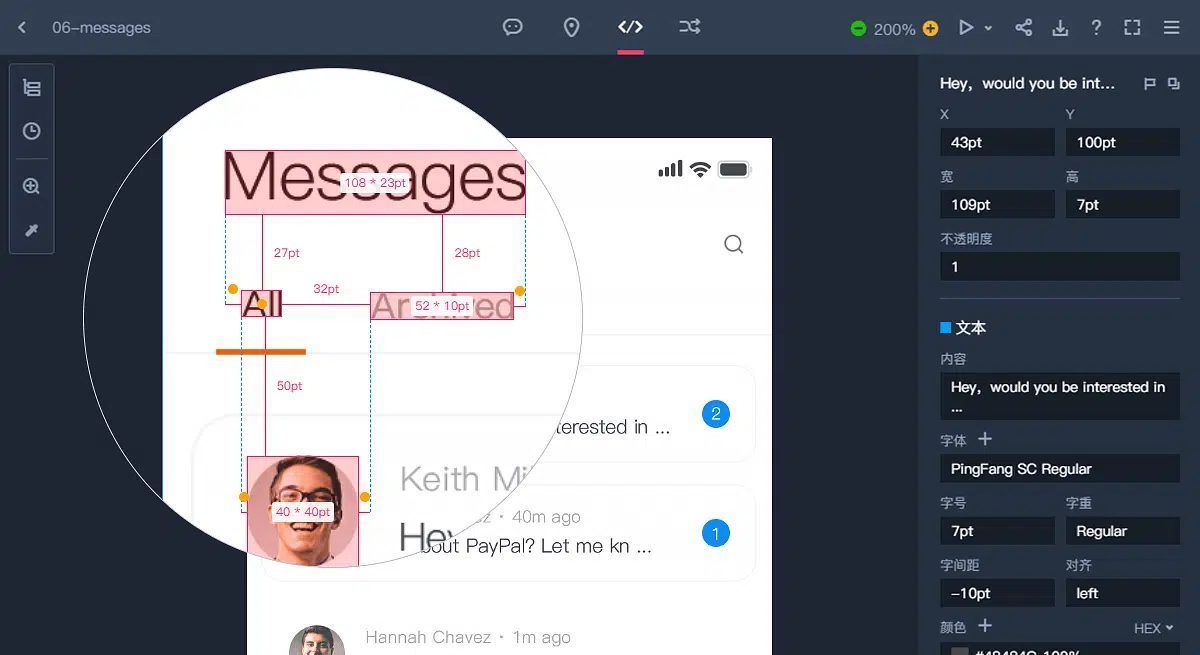 06-messages
200%
Messages
108 * 23pt
27pt
28pt
32pt
All
Archived
52 * 10pt
50pt
terested in ...
2
Keith Mi
40 * 40pt
40m ago
Hey
bout PayPal? Let me kn ...
1
Hannah Chavez · 1m ago
Hey，would you be int...
X
Y
43pt
100pt
宽
高
109pt
7pt
不透明度
1
文本
内容
Hey，would you be interested in
...
字体
PingFang SC Regular
字号
字重
7pt
Regular
字间距
对齐
-10pt
left
颜色
HEX